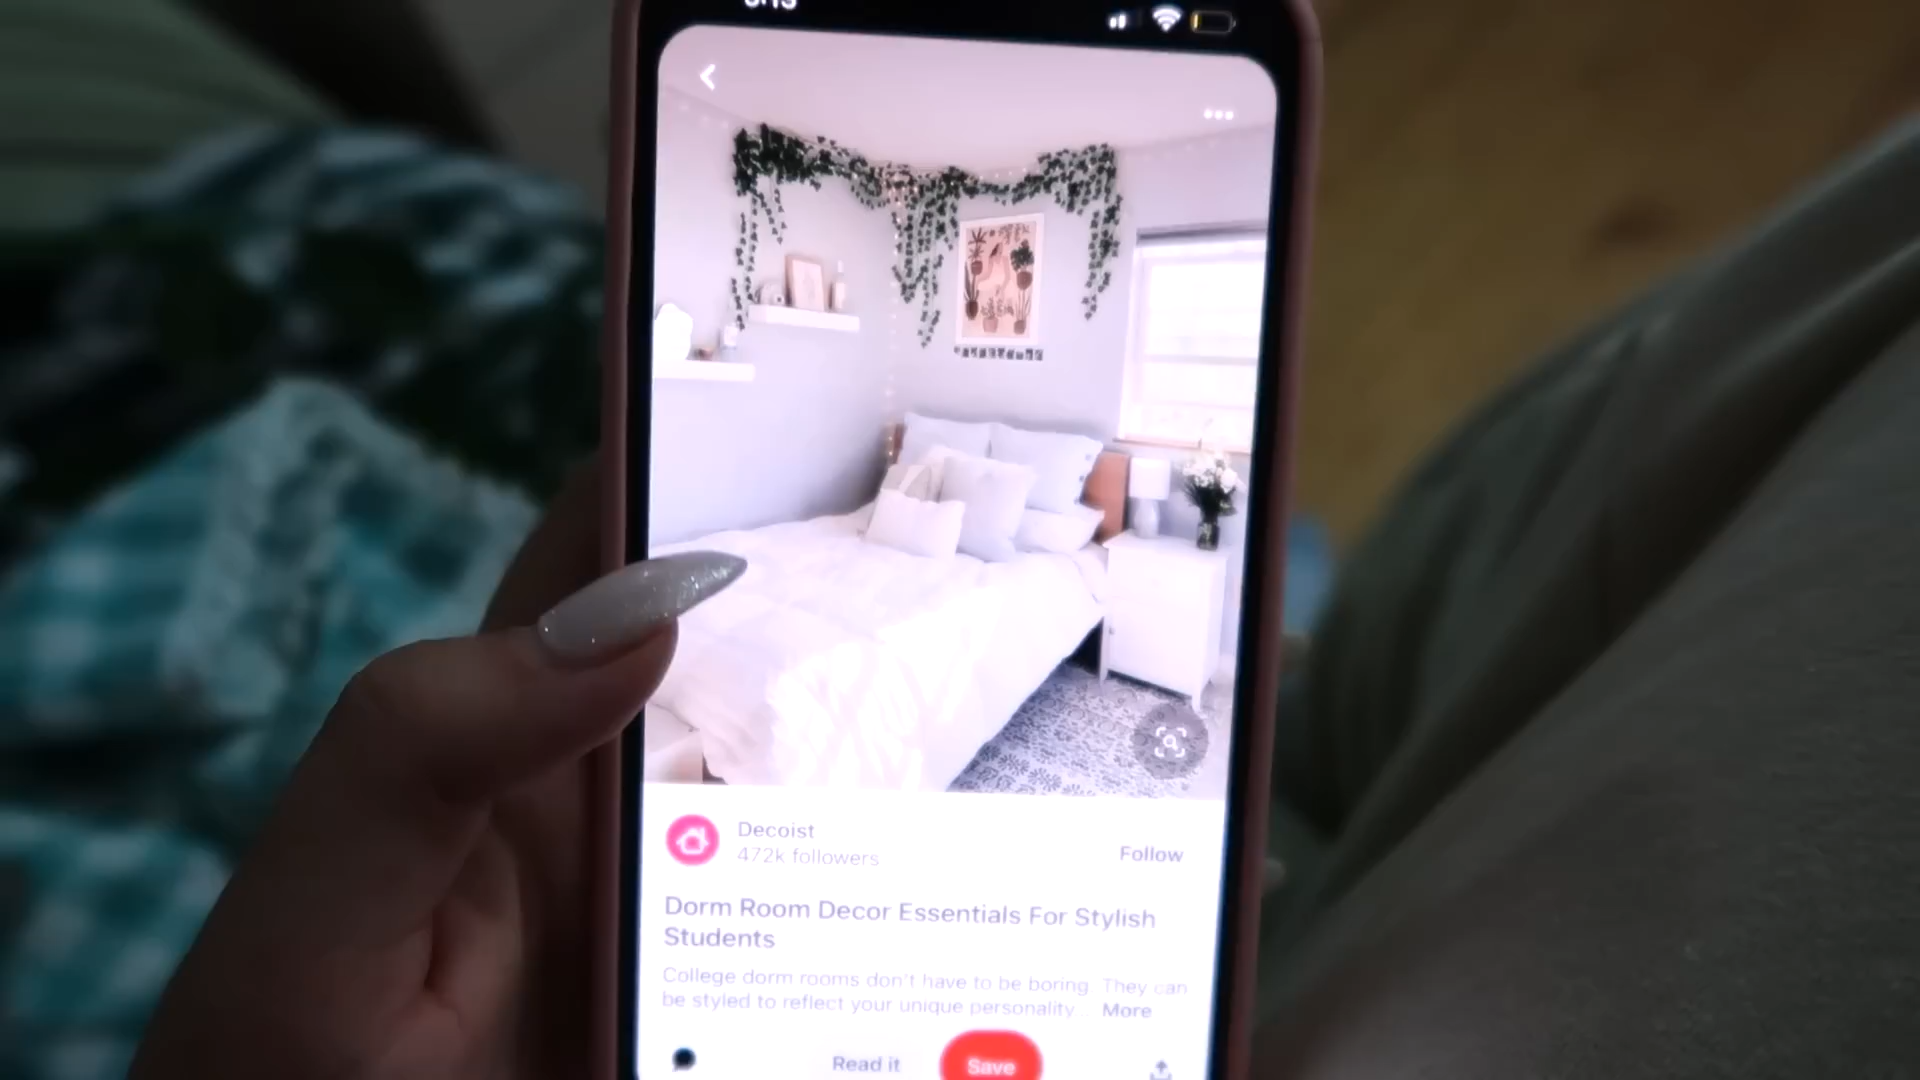 Decoist
472k followers
Follow
Dorm Room Decor Essentials For Stylish
Students
College dorm rooms don't have to be boring. They can
be styled to reflect your unique personality... More
Read it
Save